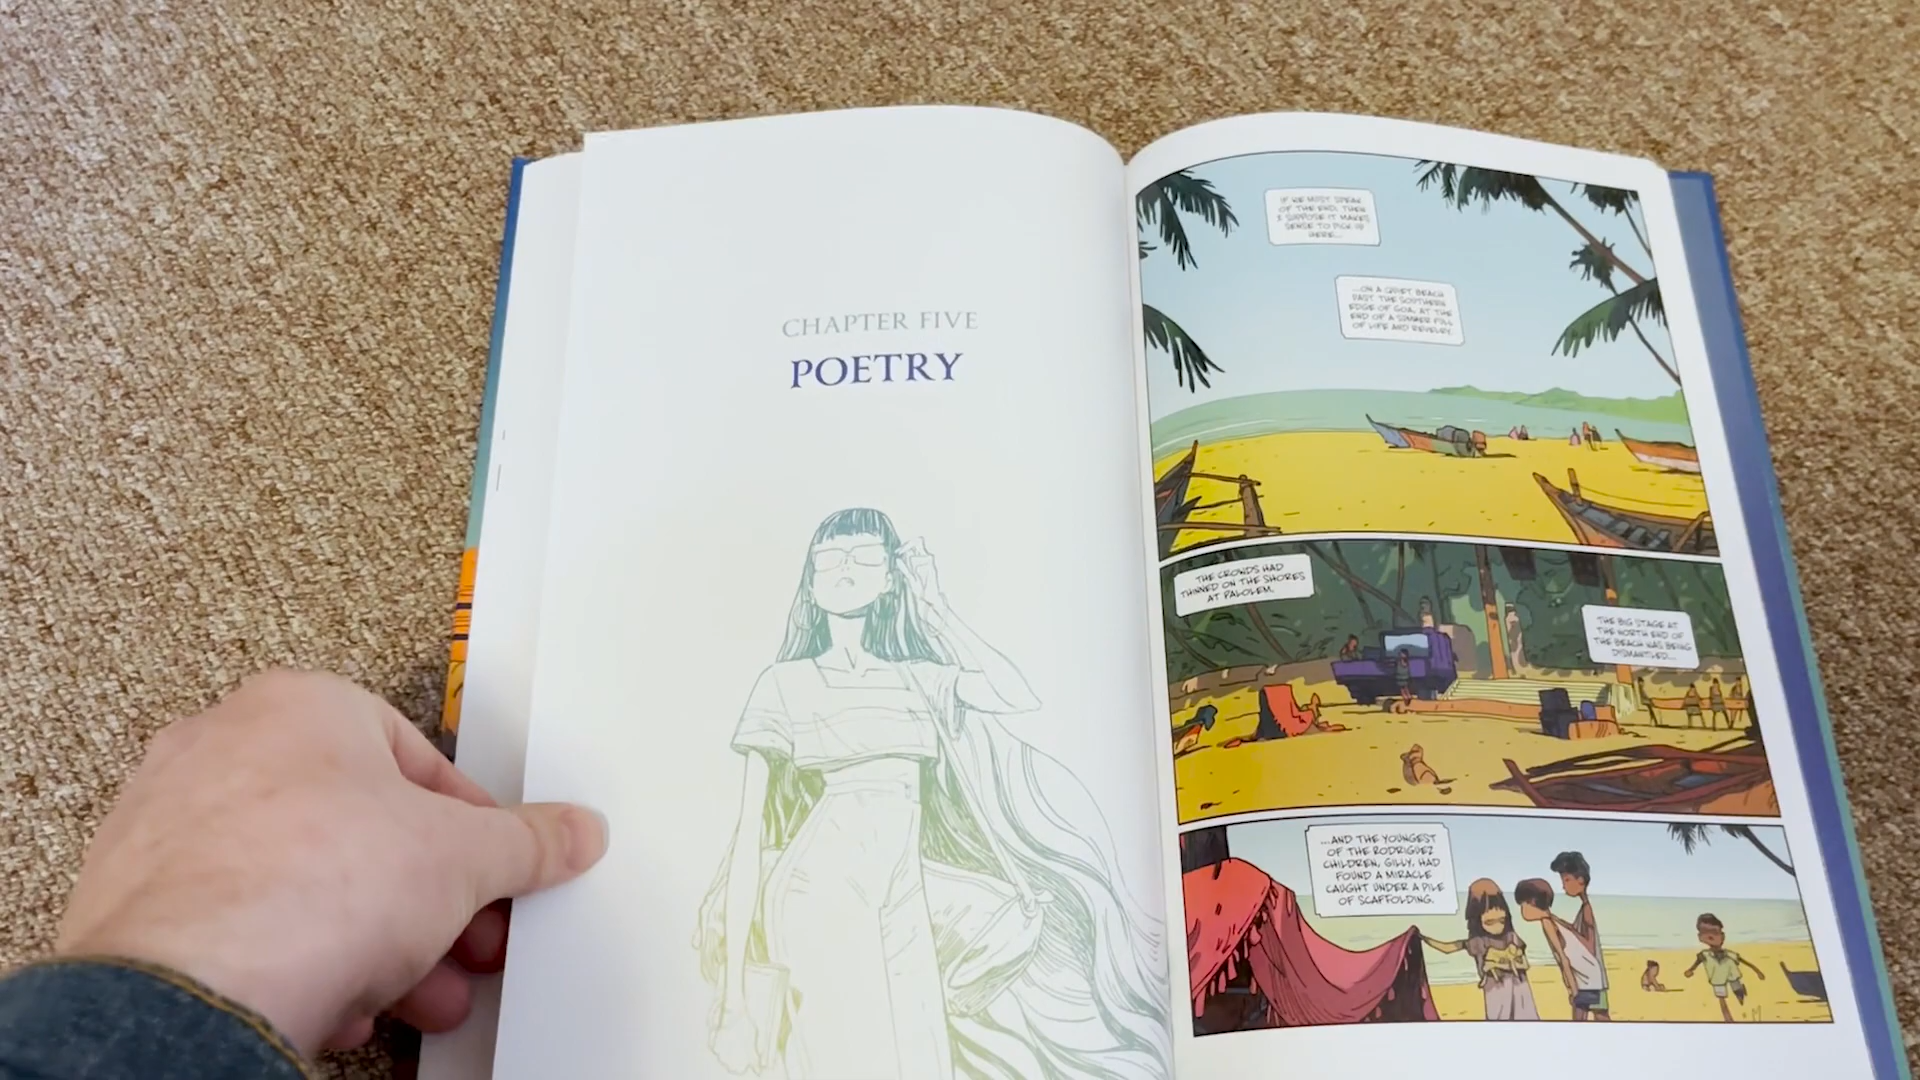 CHAPTER FIVE
POETRY
IF WE MUST SPEAK
OF THE END, THEN
I SUPPOSE IT MAKES
SENSE TO PICK UP
HERE...
...ON A QUIET BEACH
PAST THE SOUTHERN
EDGE OF GOA, AT THE
END OF A SUMMER FULL
OF LIFE AND REVELRY.
THE CROWDS HAD
THINNED ON THE SHORES
AT PALOLEM.
THE BIG STAGE AT
THE NORTH END OF
THE BEACH WAS BEING
DISMANTLED...
...AND THE YOUNGEST
OF THE RODRIGUEZ
CHILDREN, GILLY, HAD
FOUND A MIRACLE
CAUGHT UNDER A PILE
OF SCAFFOLDING.